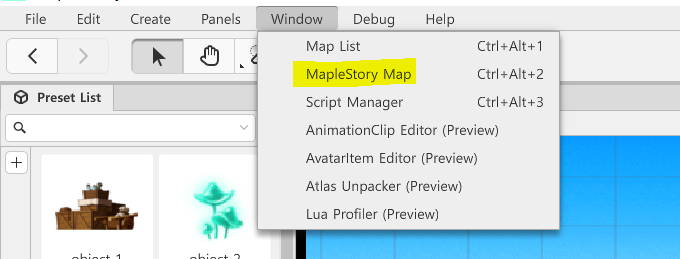 File Edit Create Panels Window Debug Help
Map List Ctrl+Alt+1
MapleStory Map Ctrl+Alt+2
Script Manager Ctrl+Alt+3
AnimationClip Editor (Preview)
AvatarItem Editor (Preview)
Atlas Unpacker (Preview)
Lua Profiler (Preview)
Preset List
object-1
object-2